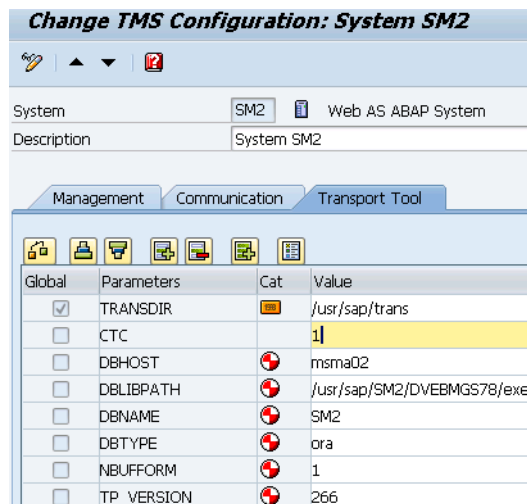 Change TMS Configuration: System SM2
System SM2 Web AS ABAP System
Description System SM2
Management Communication Transport Tool
Global Parameters Cat Value
TRANSDIR /usr/sap/trans
CTC 1
DBHOST msma02
DBLIBPATH /usr/sap/SM2/DVEBMGS78/exe
DBNAME SM2
DBTYPE ora
NBUFFORM 1
TP_VERSION 266